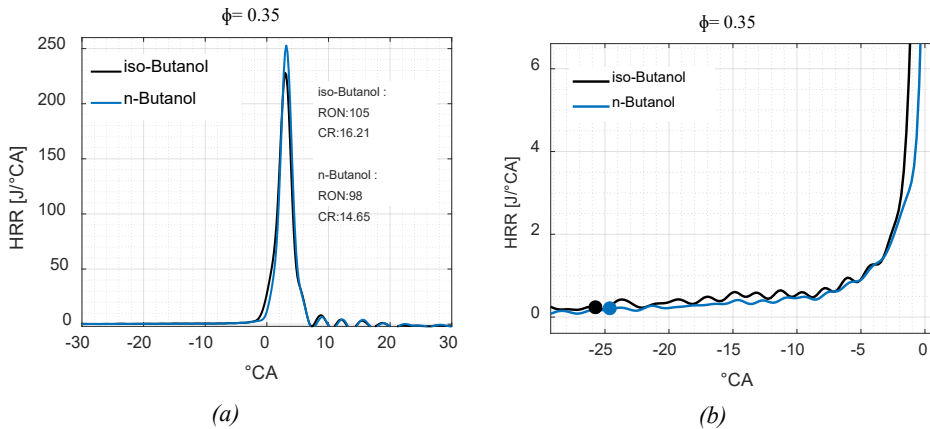 ϕ= 0.35
250
200
150
100
50
0
HRR [J/°CA]
iso-Butanol
n-Butanol
iso-Butanol :
RON:105
CR:16.21
n-Butanol :
RON:98
CR:14.65
-30
-20
-10
0
10
20
30
°CA
(a)
ϕ= 0.35
6
4
2
0
HRR [J/°CA]
iso-Butanol
n-Butanol
-25
-20
-15
-10
-5
0
°CA
(b)